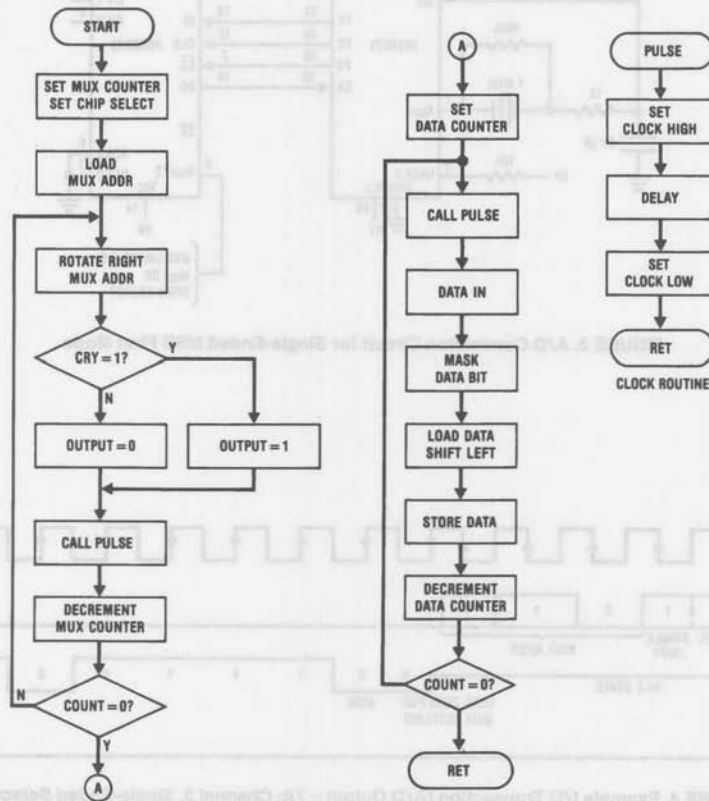 START
SET MUX COUNTER
SET CHIP SELECT
LOAD
MUX ADDR
ROTATE RIGHT
MUX ADDR
CRY = 1?
Y
N
OUTPUT = 0
OUTPUT = 1
CALL PULSE
DECREMENT
MUX COUNTER
N
COUNT = 0?
Y
A
A
SET
DATA COUNTER
CALL PULSE
DATA IN
MASK
DATA BIT
LOAD DATA
SHIFT LEFT
STORE DATA
DECREMENT
DATA COUNTER
COUNT = 0?
RET
PULSE
SET
CLOCK HIGH
DELAY
SET
CLOCK LOW
RET
CLOCK ROUTINE